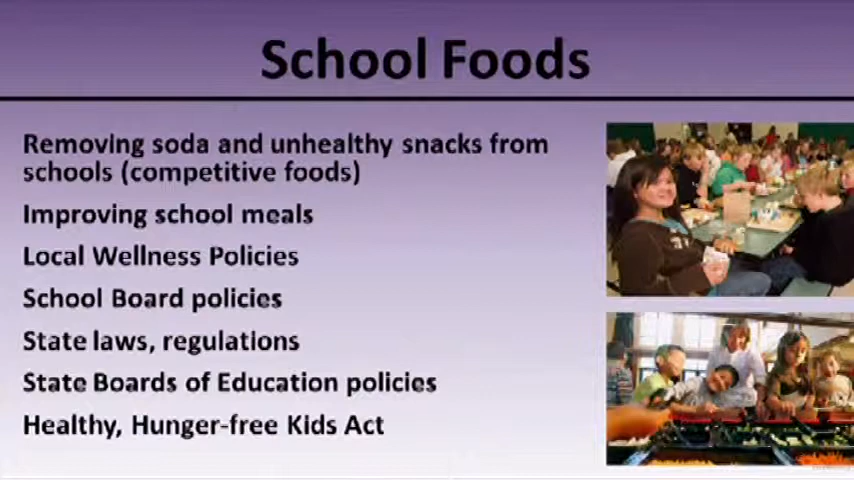 School Foods
Removing soda and unhealthy snacks from
schools (competitive foods)
Improving school meals
Local Wellness Policies
School Board policies
State laws, regulations
State Boards of Education policies
Healthy, Hunger-free Kids Act